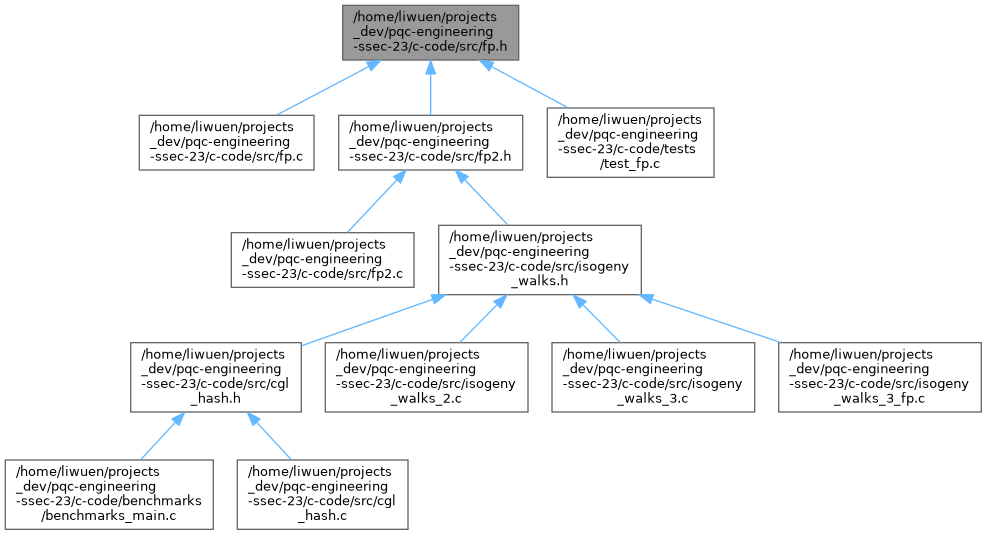 /home/liwuen/projects
_dev/pqc-engineering
-ssec-23/c-code/src/fp.h
/home/liwuen/projects
_dev/pqc-engineering
-ssec-23/c-code/src/fp.c
/home/liwuen/projects
_dev/pqc-engineering
-ssec-23/c-code/src/fp2.h
/home/liwuen/projects
_dev/pqc-engineering
-ssec-23/c-code/tests
/test_fp.c
/home/liwuen/projects
_dev/pqc-engineering
-ssec-23/c-code/src/fp2.c
/home/liwuen/projects
_dev/pqc-engineering
-ssec-23/c-code/src/isogeny
_walks.h
/home/liwuen/projects
_dev/pqc-engineering
-ssec-23/c-code/src/cgl
_hash.h
/home/liwuen/projects
_dev/pqc-engineering
-ssec-23/c-code/src/isogeny
_walks_2.c
/home/liwuen/projects
_dev/pqc-engineering
-ssec-23/c-code/src/isogeny
_walks_3.c
/home/liwuen/projects
_dev/pqc-engineering
-ssec-23/c-code/src/isogeny
_walks_3_fp.c
/home/liwuen/projects
_dev/pqc-engineering
-ssec-23/c-code/benchmarks
/benchmarks_main.c
/home/liwuen/projects
_dev/pqc-engineering
-ssec-23/c-code/src/cgl
_hash.c